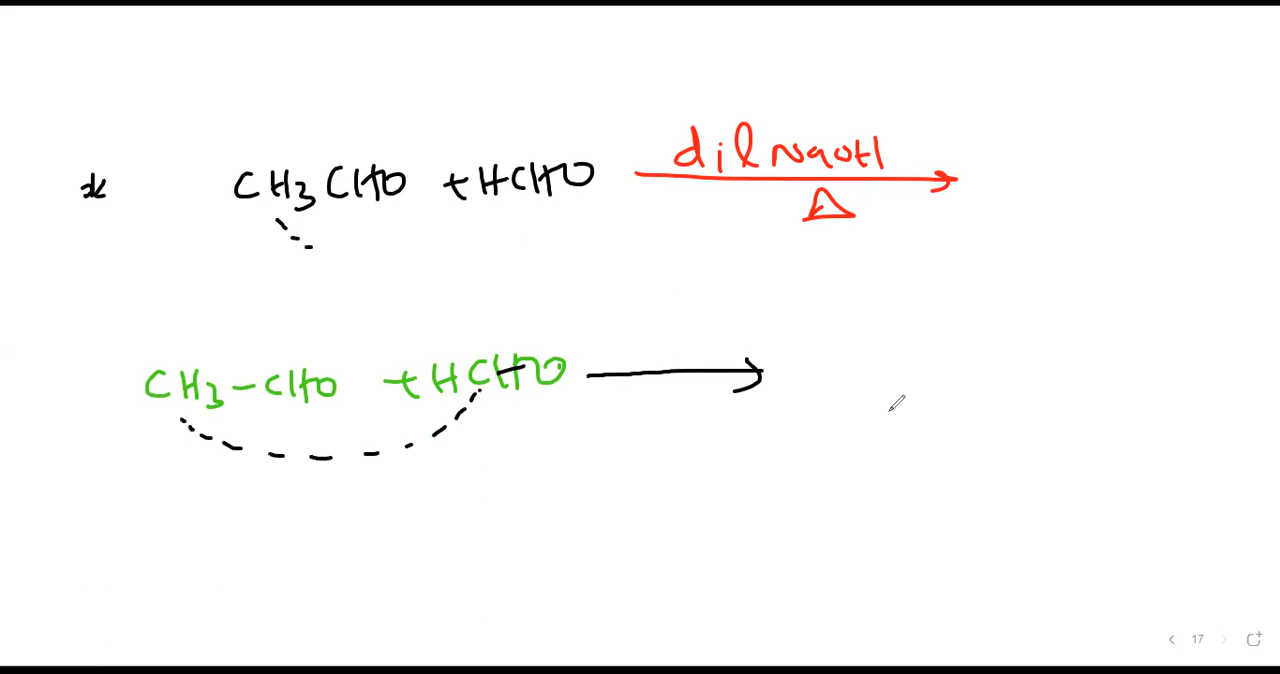 CH3CHO + HCHO dil NaOH
Δ
CH3-CHO + HCHO
17